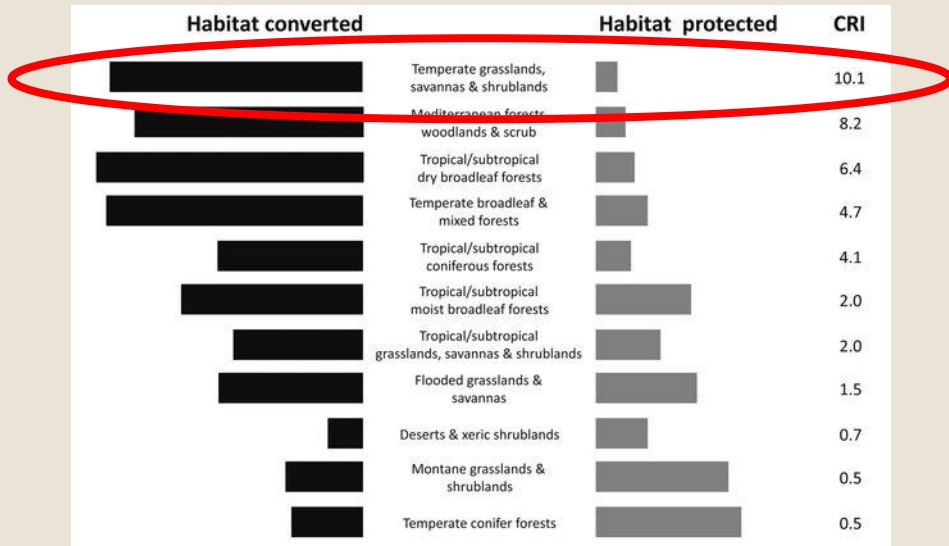 Habitat converted Habitat protected CRI
Temperate grasslands,
savannas & shrublands 10.1
Mediterranean forests,
woodlands & scrub 8.2
Tropical/subtropical
dry broadleaf forests 6.4
Temperate broadleaf &
mixed forests 4.7
Tropical/subtropical
coniferous forests 4.1
Tropical/subtropical
moist broadleaf forests 2.0
Tropical/subtropical
grasslands, savannas & shrublands 2.0
Flooded grasslands &
savannas 1.5
Deserts & xeric shrublands 0.7
Montane grasslands &
shrublands 0.5
Temperate conifer forests 0.5